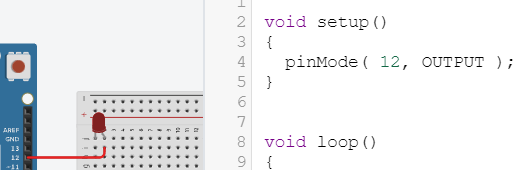 1
2 void setup()
3 {
4 pinMode( 12, OUTPUT );
5 }
6
7
8 void loop()
9 {
AREF
GND
13
12
~11